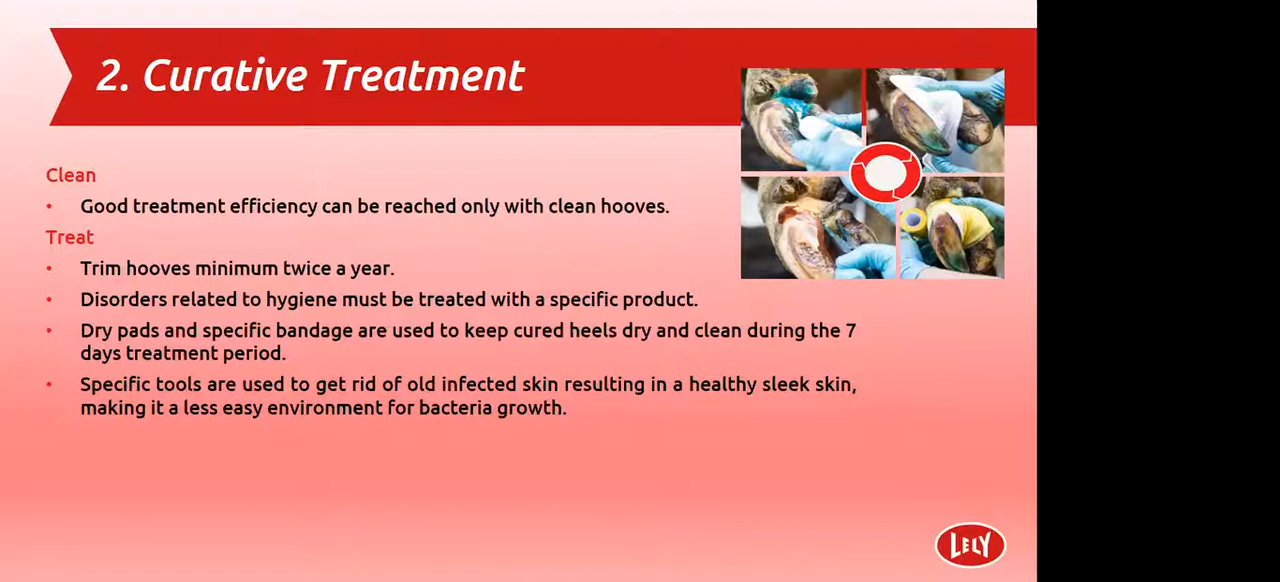 2. Curative Treatment
Clean
• Good treatment efficiency can be reached only with clean hooves.
Treat
• Trim hooves minimum twice a year.
• Disorders related to hygiene must be treated with a specific product.
• Dry pads and specific bandage are used to keep cured heels dry and clean during the 7
days treatment period.
• Specific tools are used to get rid of old infected skin resulting in a healthy sleek skin,
making it a less easy environment for bacteria growth.
LELY